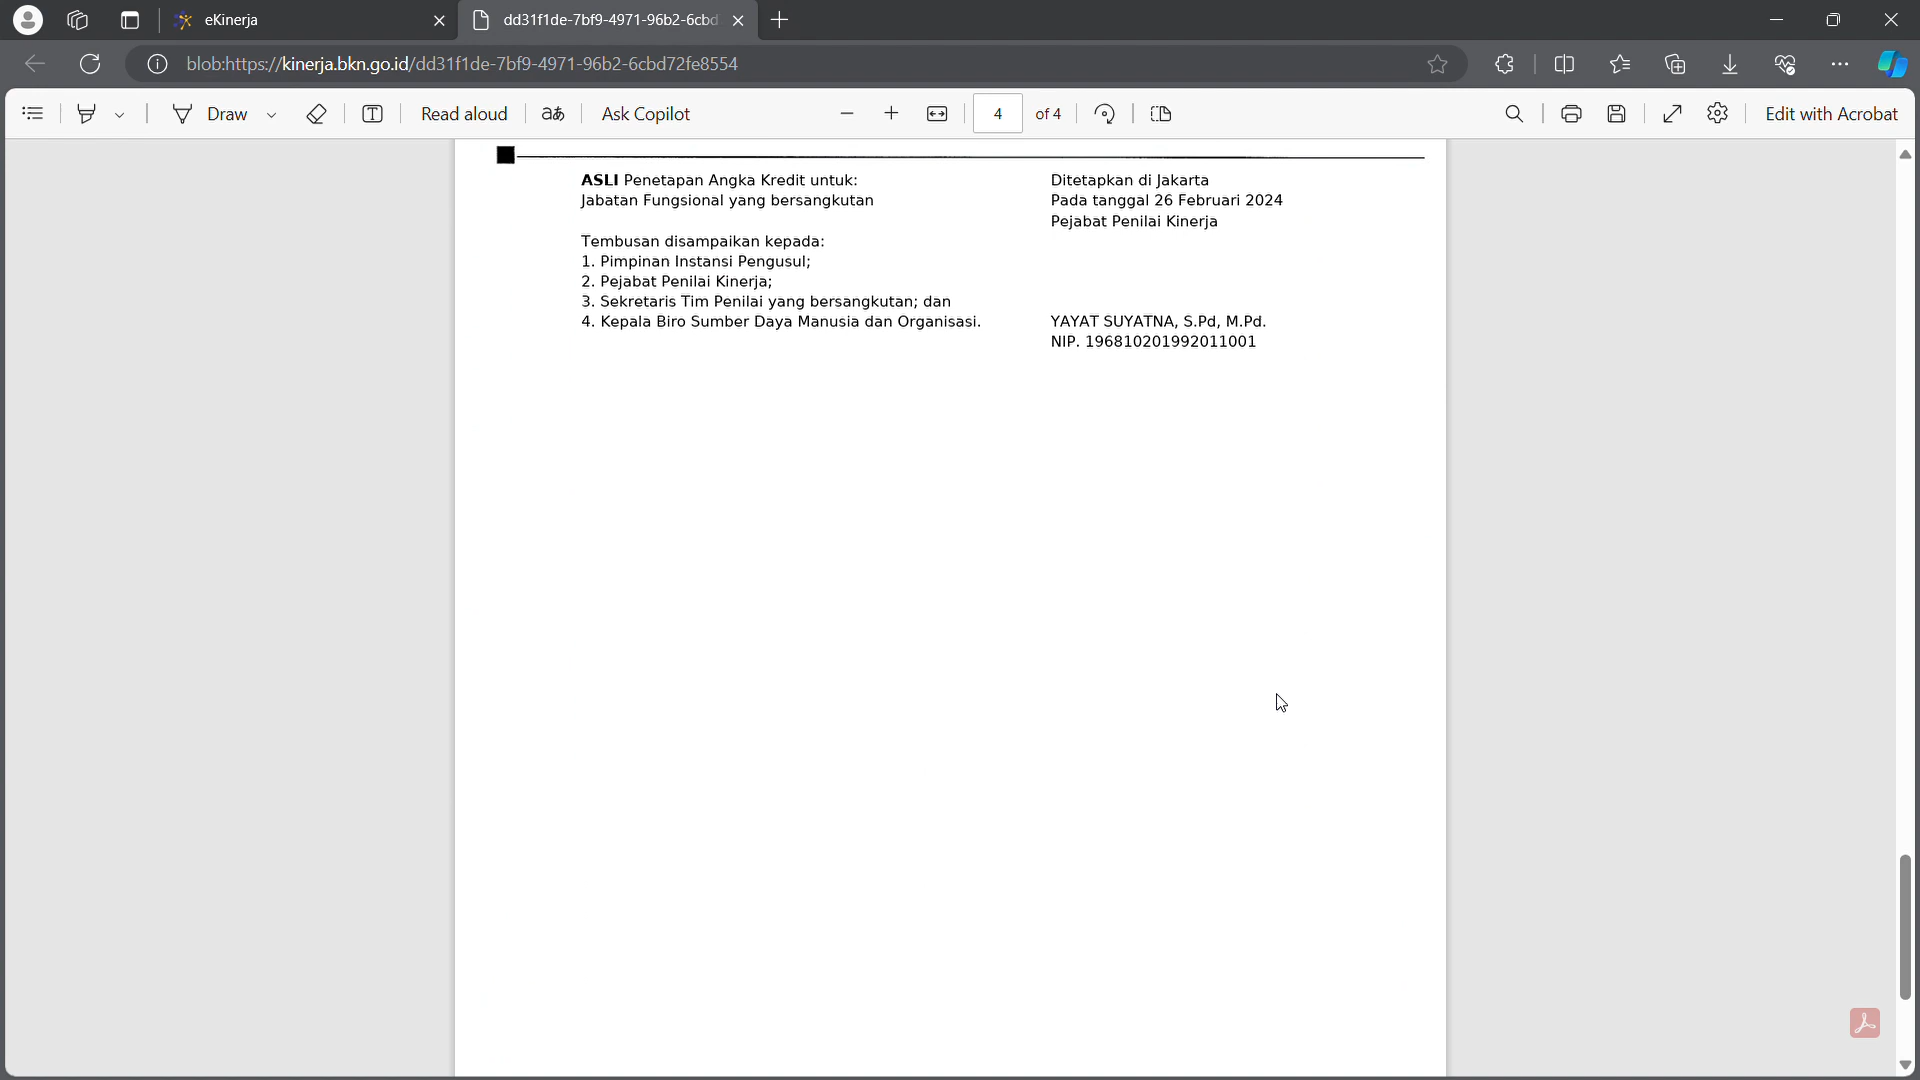 eKinerja
dd31f1de-7bf9-4971-96b2-6cbd
blob:https://kinerja.bkn.go.id/dd31f1de-7bf9-4971-96b2-6cbd72fe8554
Draw
Read aloud
aあ
Ask Copilot
4
of 4
Edit with Acrobat
ASLI Penetapan Angka Kredit untuk:
Jabatan Fungsional yang bersangkutan
Tembusan disampaikan kepada:
1. Pimpinan Instansi Pengusul;
2. Pejabat Penilai Kinerja;
3. Sekretaris Tim Penilai yang bersangkutan; dan
4. Kepala Biro Sumber Daya Manusia dan Organisasi.
Ditetapkan di Jakarta
Pada tanggal 26 Februari 2024
Pejabat Penilai Kinerja
YAYAT SUYATNA, S.Pd, M.Pd.
NIP. 196810201992011001